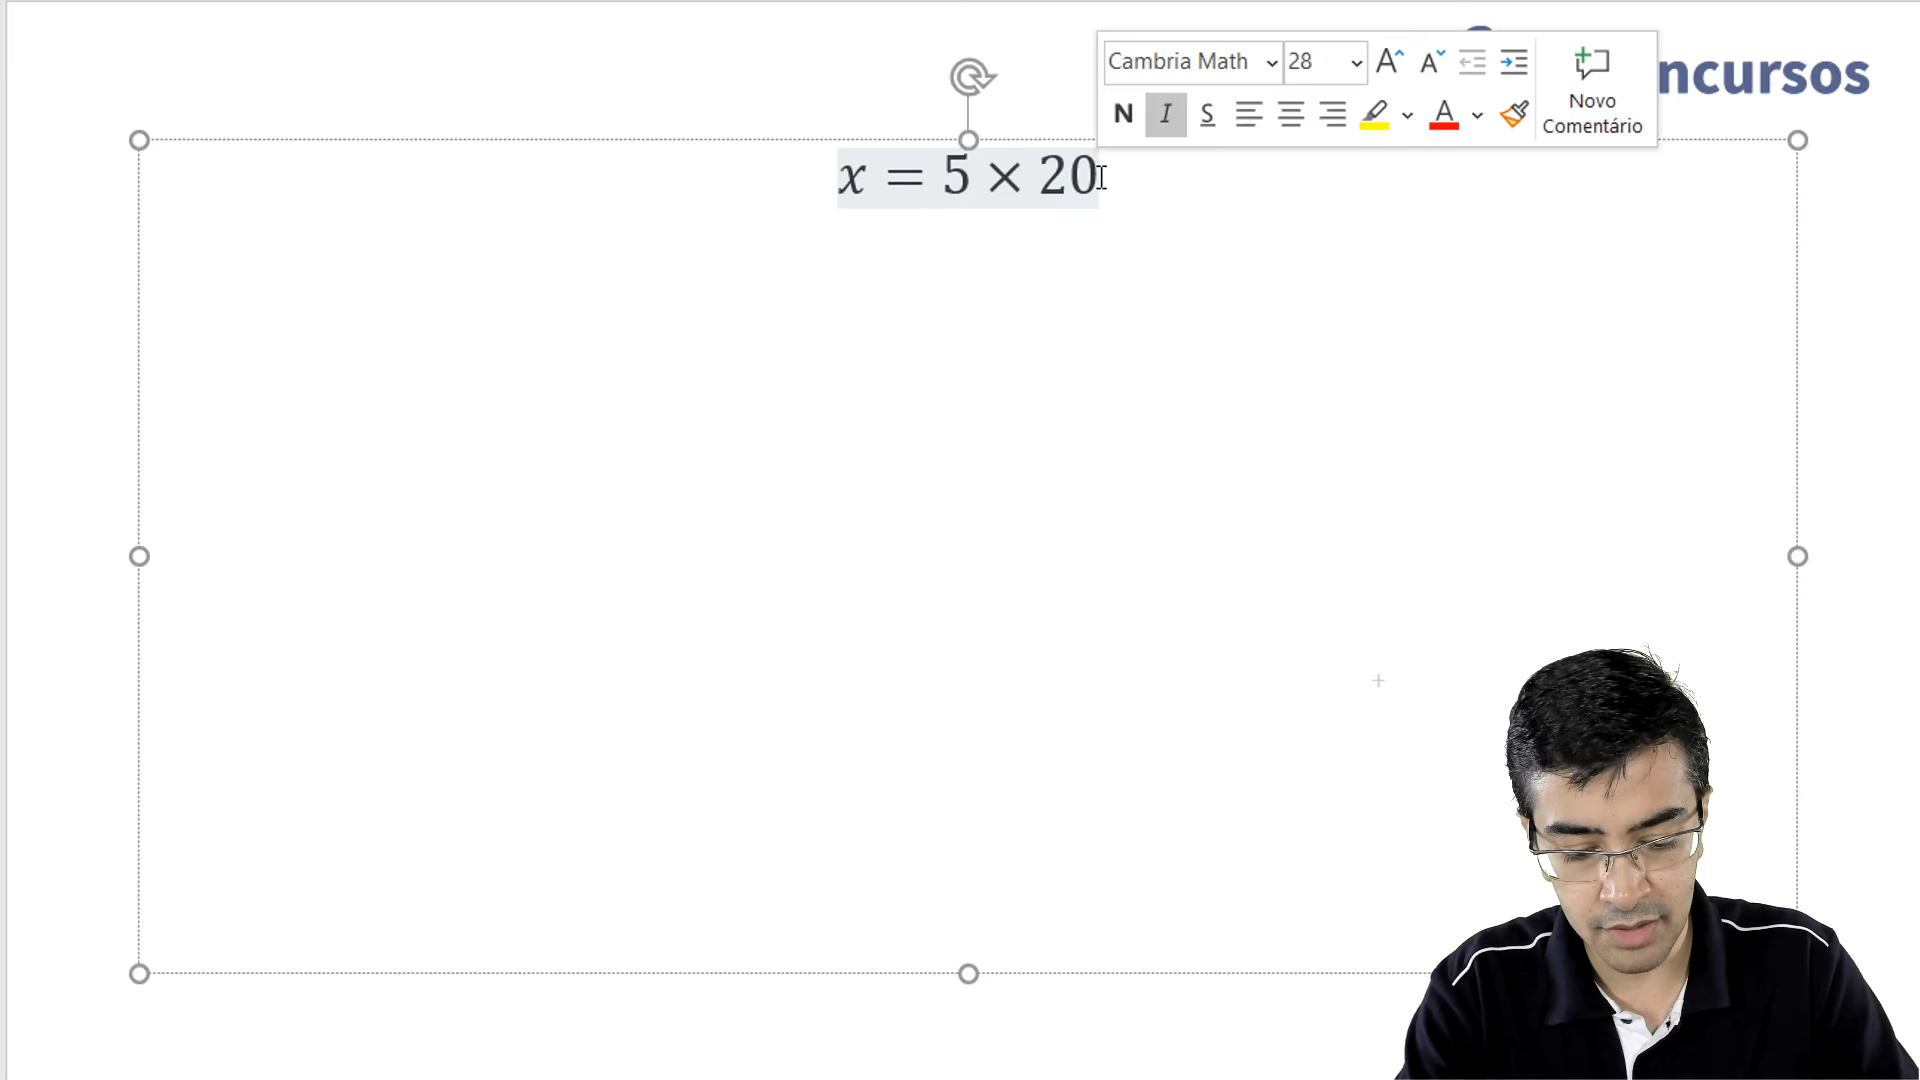 Cambria Math 28
ncursos
N I S A
Novo
Comentário
x = 5 × 20